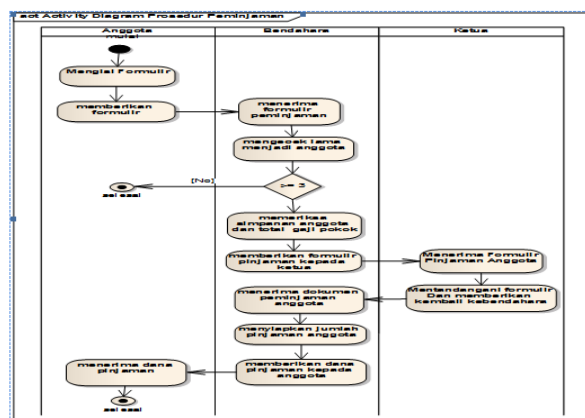 act Activity Diagram Prosedur Peminjaman
Anggota
Bendahara
Ketua
mulai
Mengisi Formulir
memberikan
formulir
menerima
formulir
peminjaman
mengecek lama
menjadi anggota
[No]
>= 3
selesai
memeriksa
simpanan anggota
dan total gaji pokok
memberikan formulir
pinjaman kepada
ketua
Menerima Formulir
Pinjaman Anggota
Mentandangani formulir
Dan memberikan
kembali kebendahara
menerima dokumen
peminjaman
anggota
menyiapkan jumlah
pinjaman anggota
memberikan dana
pinjaman kepada
anggota
menerima dana
pinjaman
selesai